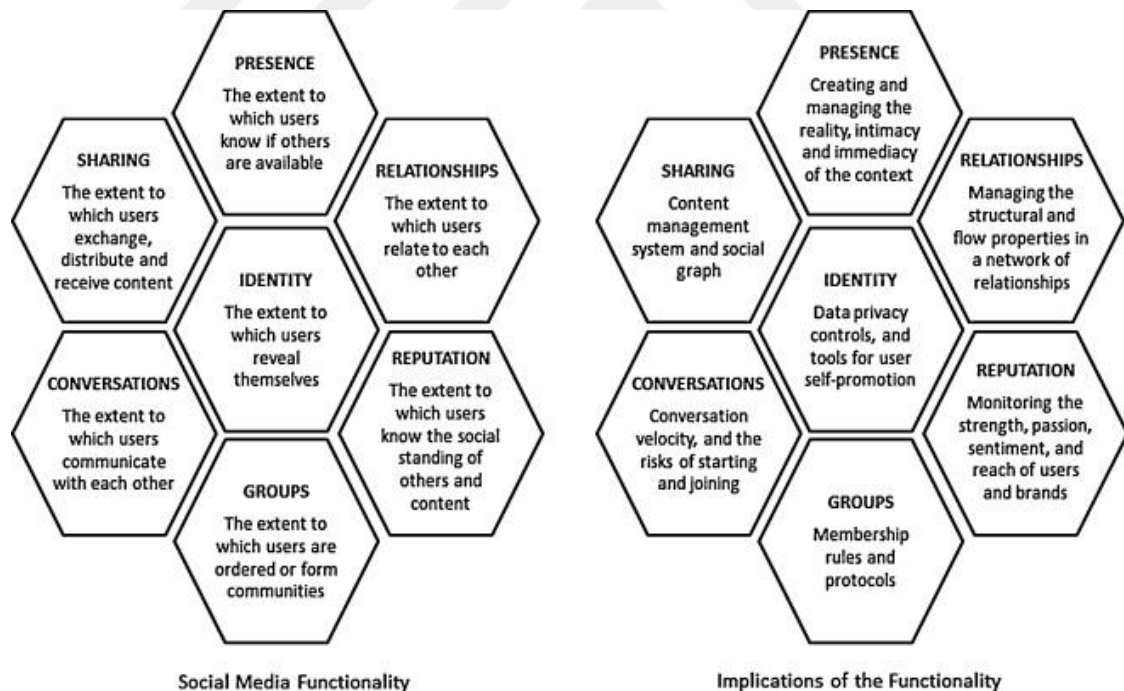 PRESENCE
The extent to
which users
know if others
are available
SHARING
The extent to
which users
exchange,
distribute and
receive content
RELATIONSHIPS
The extent to
which users
relate to each
other
IDENTITY
The extent to
which users
reveal
themselves
CONVERSATIONS
The extent to
which users
communicate
with each other
REPUTATION
The extent to
which users
know the social
standing of
others and
content
GROUPS
The extent to
which users are
ordered or form
communities
Social Media Functionality
PRESENCE
Creating and
managing the
reality, intimacy
and immediacy
of the context
SHARING
Content
management
system and social
graph
RELATIONSHIPS
Managing the
structural and
flow properties in
a network of
relationships
IDENTITY
Data privacy
controls, and
tools for user
self-promotion
CONVERSATIONS
Conversation
velocity, and the
risks of starting
and joining
REPUTATION
Monitoring the
strength, passion,
sentiment, and
reach of users
and brands
GROUPS
Membership
rules and
protocols
Implications of the Functionality